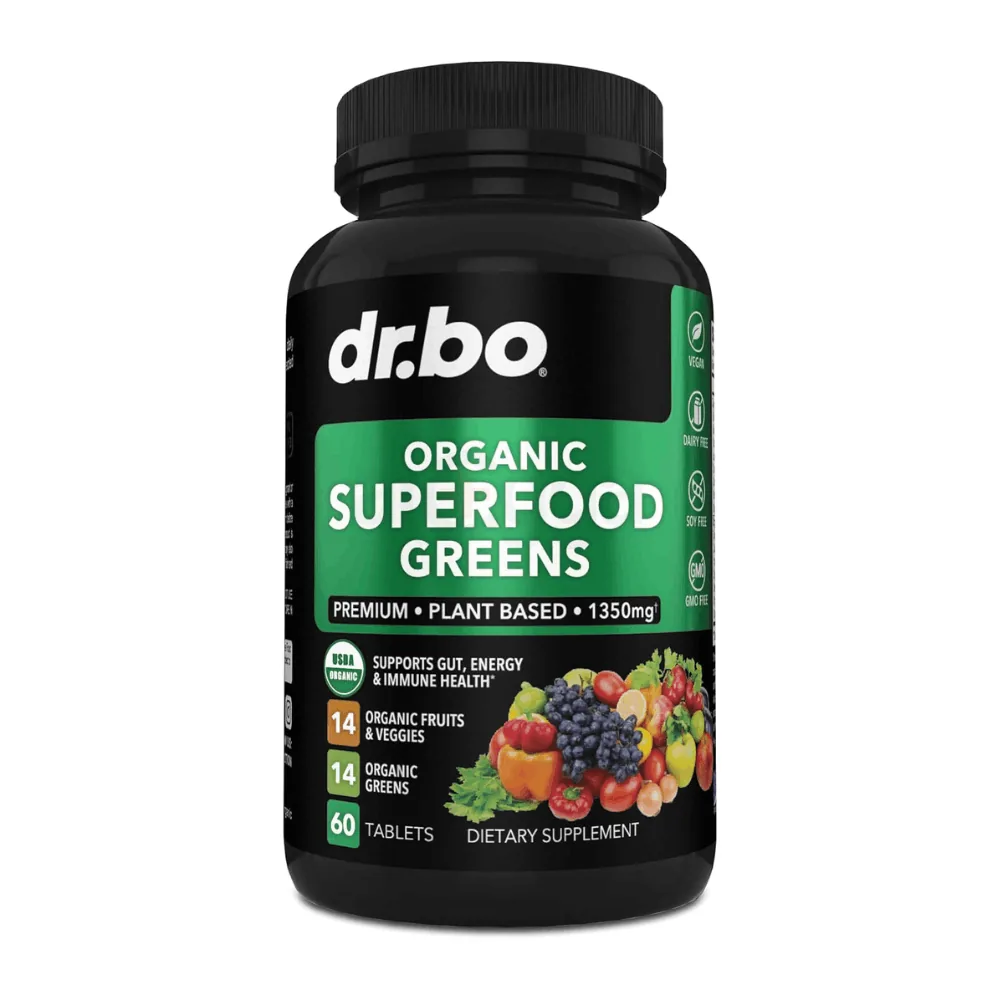 dr.bo®
ORGANIC
SUPERFOOD
GREENS
PREMIUM • PLANT BASED • 1350mg†
USDA
ORGANIC
SUPPORTS GUT, ENERGY
& IMMUNE HEALTH*
14
ORGANIC FRUITS
& VEGGIES
14
ORGANIC
GREENS
60
TABLETS
DIETARY SUPPLEMENT
VEGAN
DAIRY FREE
SOY FREE
GMO
GMO FREE